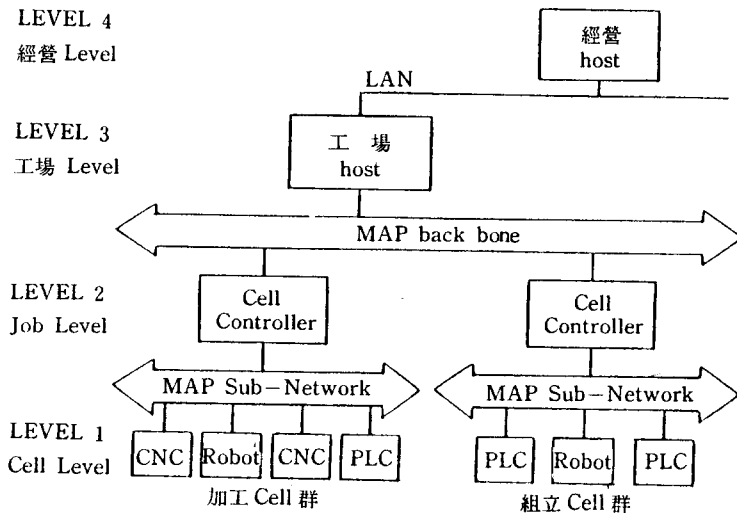 LEVEL 4
經營 Level
經營
host
LAN
LEVEL 3
工場 Level
工場
host
MAP back bone
LEVEL 2
Job Level
Cell
Controller
Cell
Controller
MAP Sub-Network
MAP Sub-Network
LEVEL 1
Cell Level
CNC
Robot
CNC
PLC
PLC
Robot
PLC
加工 Cell 群
組立 Cell 群